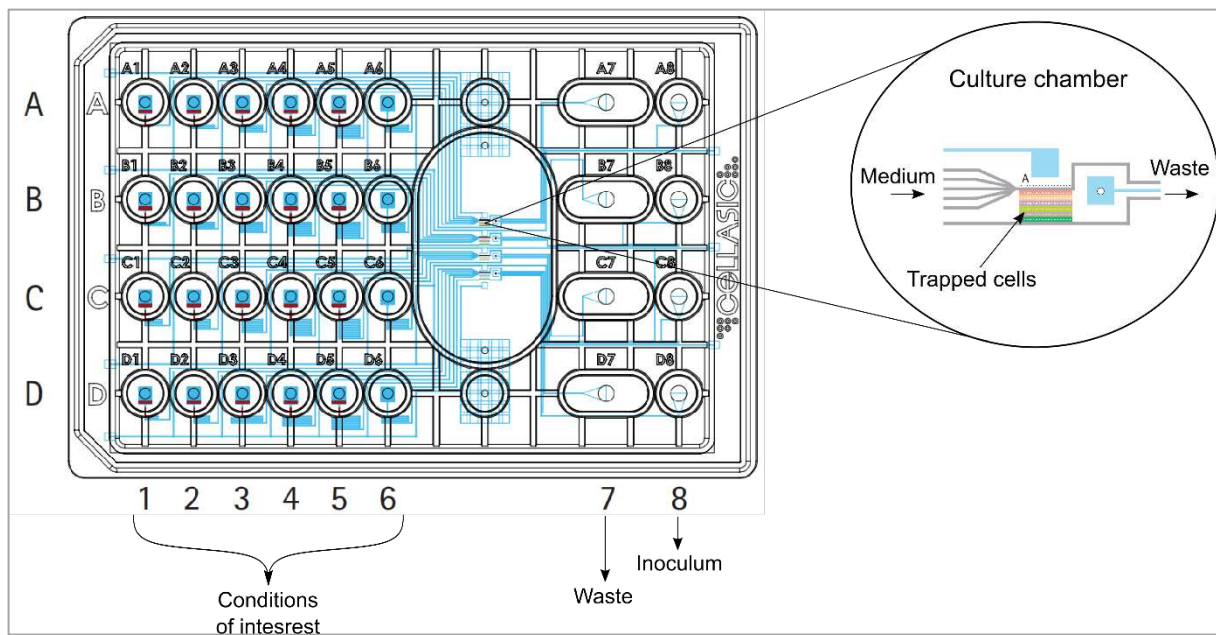 A1 A2 A3 A4 A5 A6 A7 A8
A A
B1 B2 B3 B4 B5 B6 B7 B8
B B
C1 C2 C3 C4 C5 C6 C7 C8
C C
D1 D2 D3 D4 D5 D6 D7 D8
D D
CELLASIC
1 2 3 4 5 6 7 8
Conditions
of intesrest
Waste
Inoculum
Culture chamber
Medium
A
Waste
Trapped cells